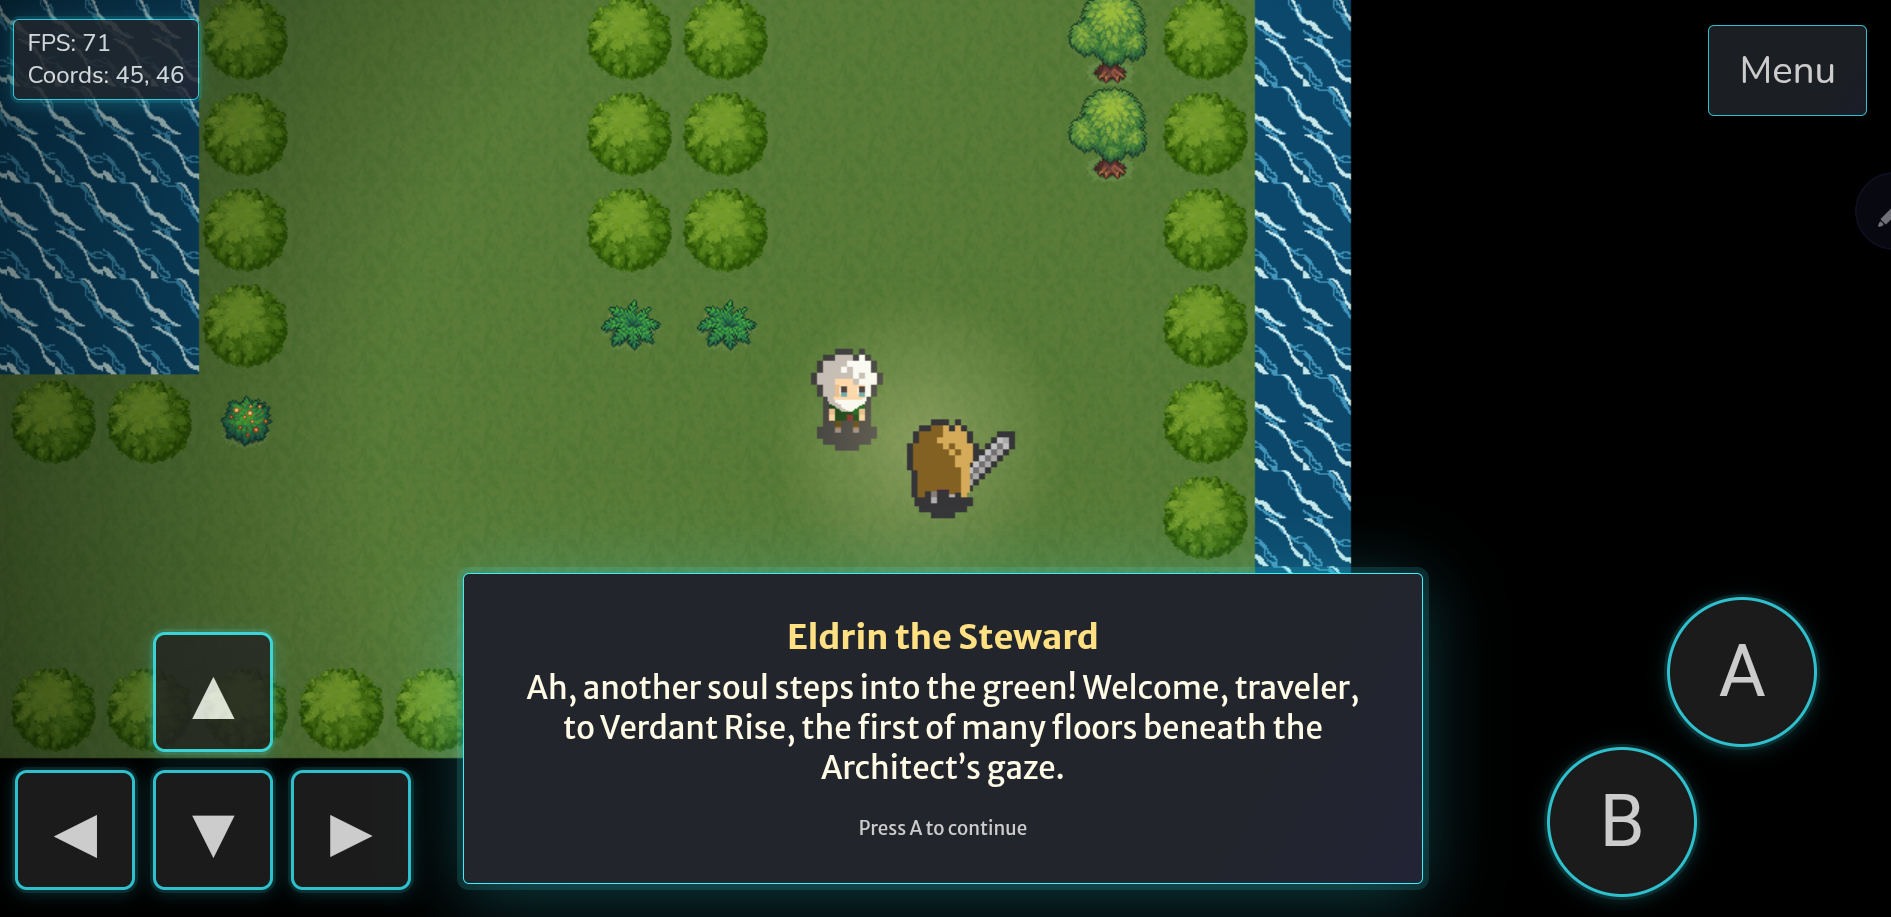 FPS: 71
Coords: 45, 46
Menu
Eldrin the Steward
Ah, another soul steps into the green! Welcome, traveler,
to Verdant Rise, the first of many floors beneath the
Architect’s gaze.
Press A to continue
A
B